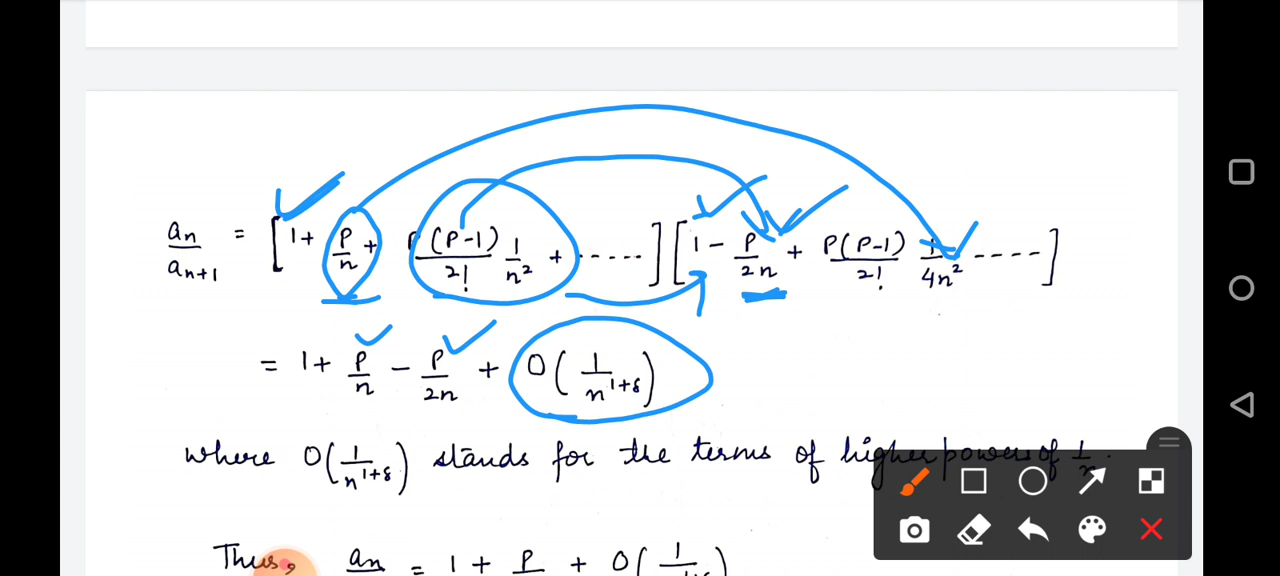 an/an+1 = [1 + P/n + P(P-1)/2! 1/n² + .....] [1 - P/2n + P(P-1)/2! 1/4n² ----]
= 1 + P/n - P/2n + O(1/n^1+δ)
where O(1/n^1+δ) stands for the terms of higher powers of 1/n.
Thus, an = 1 + P + O(1